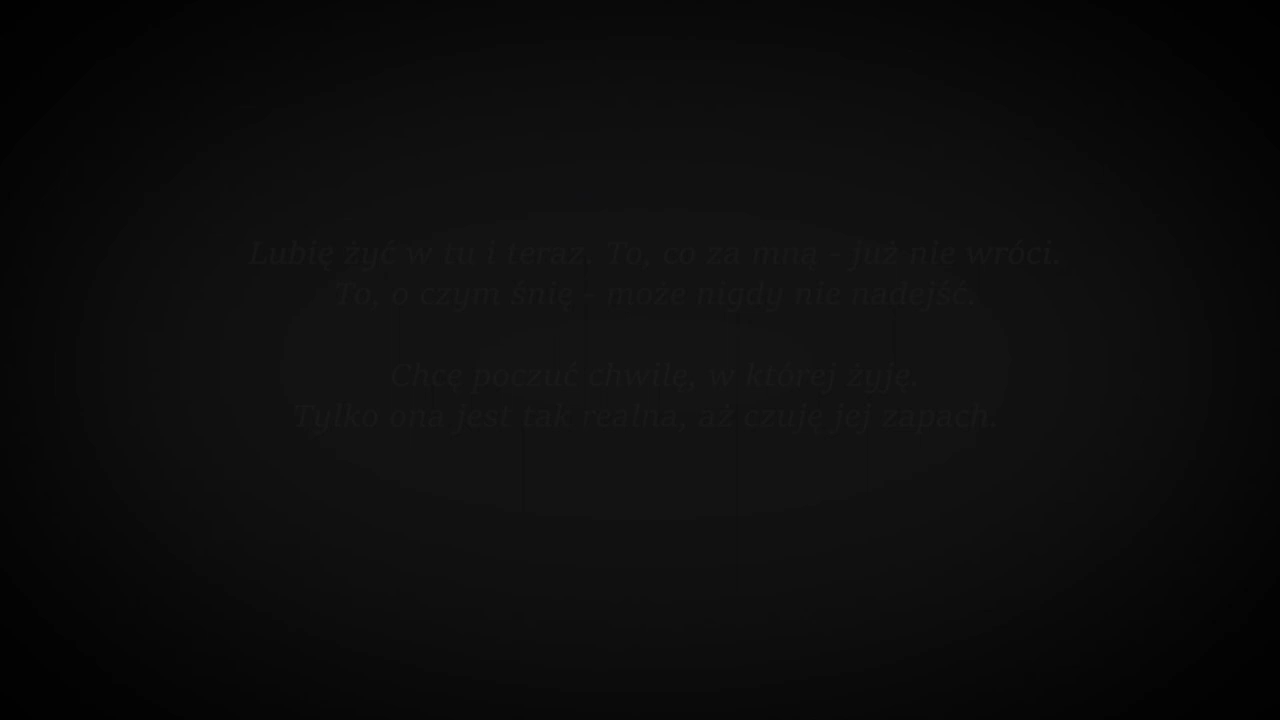 Lubię żyć w tu i teraz. To, co za mną - już nie wróci.
To, o czym śnię - może nigdy nie nadejść.
Chcę poczuć chwilę, w której żyję.
Tylko ona jest tak realna, aż czuję jej zapach.